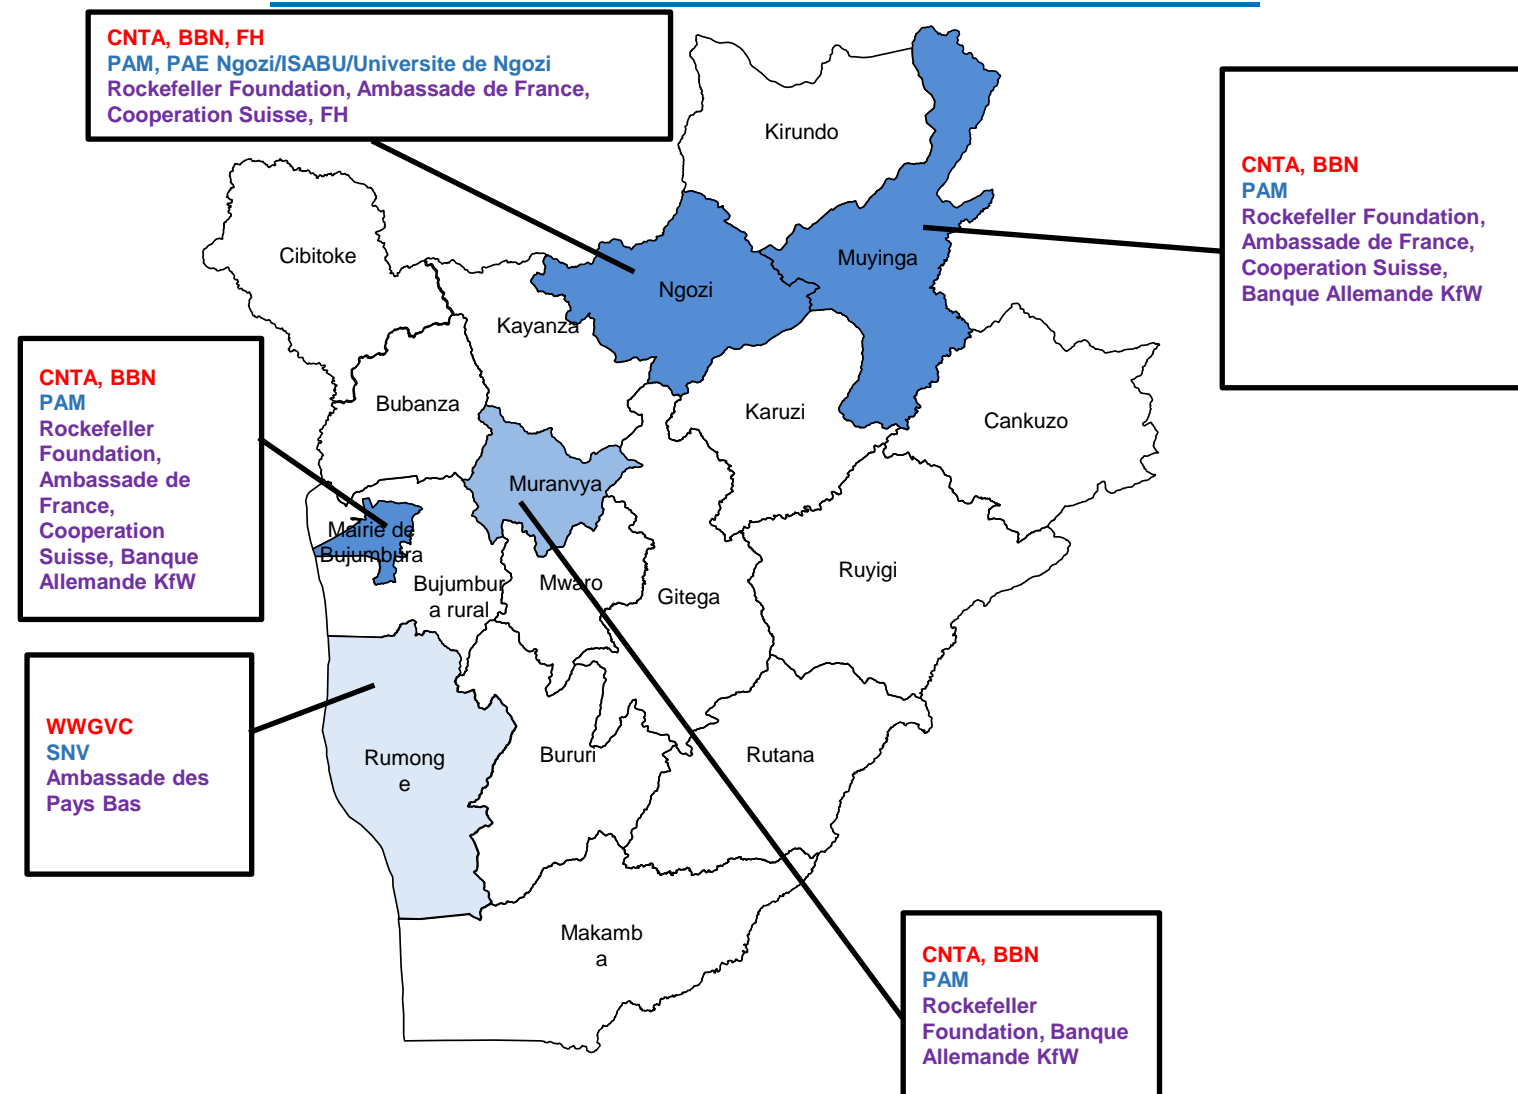 CNTA, BBN, FH
PAM, PAE Ngozi/ISABU/Universite de Ngozi
Rockefeller Foundation, Ambassade de France,
Cooperation Suisse, FH
Kirundo
CNTA, BBN
PAM
Rockefeller Foundation,
Ambassade de France,
Cooperation Suisse,
Banque Allemande KfW
Cibitoke
Muyinga
Ngozi
Kayanza
CNTA, BBN
PAM
Rockefeller
Foundation,
Ambassade de
France,
Cooperation
Suisse, Banque
Allemande KfW
Bubanza
Karuzi
Cankuzo
Muranvya
Mairie de
Bujumbura
Bujumbur
a rural
Mwaro
Gitega
Ruyigi
WWGVC
SNV
Ambassade des
Pays Bas
Rumong
e
Bururi
Rutana
Makamb
a
CNTA, BBN
PAM
Rockefeller
Foundation, Banque
Allemande KfW